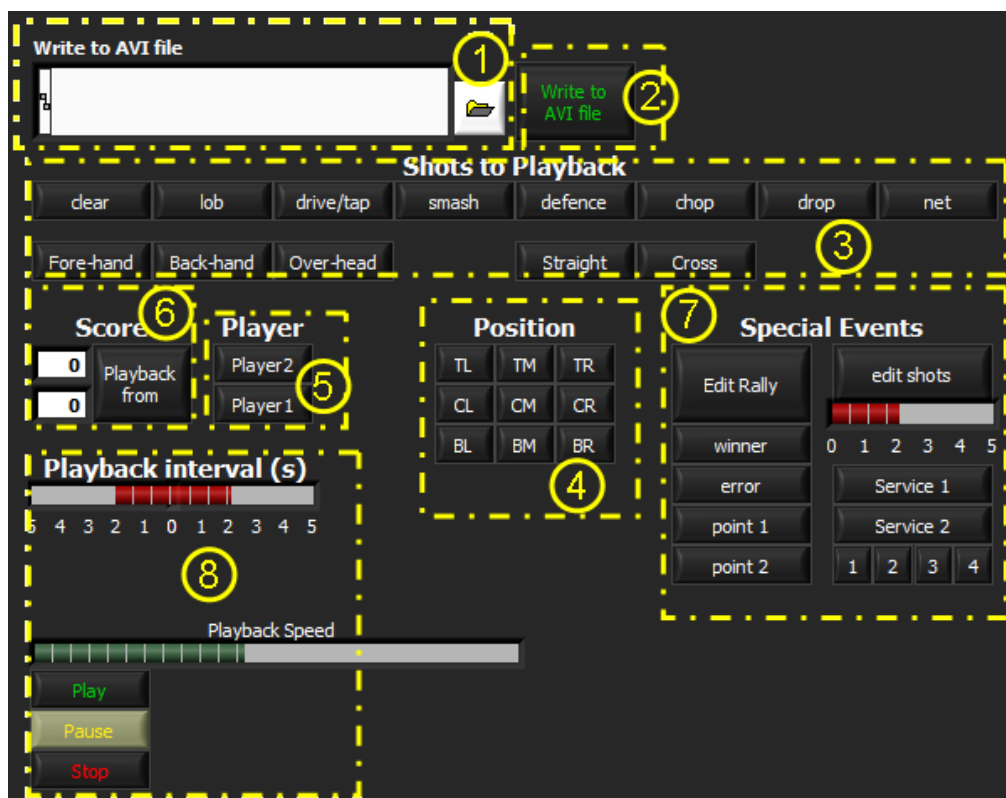 Write to AVI file
1
Write to
AVI file
2
Shots to Playback
clear lob drive/tap smash defence chop drop net
Fore-hand Back-hand Over-head Straight Cross
3
Score
6
0
0
Playback
from
Player
Player2
Player1
5
Position
TL TM TR
CL CM CR
BL BM BR
4
7
Special Events
Edit Rally
edit shots
0 1 2 3 4 5
winner
error
point 1
point 2
Service 1
Service 2
1 2 3 4
Playback interval (s)
5 4 3 2 1 0 1 2 3 4 5
8
Playback Speed
Play
Pause
Stop